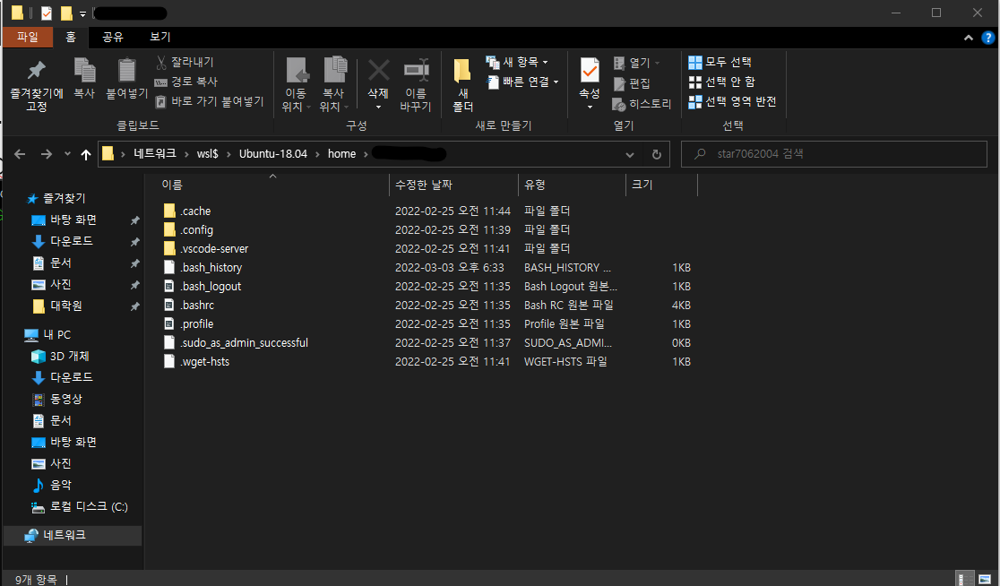 파일 홈 공유 보기
즐겨찾기에 고정
복사
붙여넣기
잘라내기
경로 복사
바로 가기 붙여넣기
클립보드
이동 위치
복사 위치
삭제
이름 바꾸기
구성
새 폴더
새 항목
빠른 연결
새로 만들기
속성
열기
편집
히스토리
열기
모두 선택
선택 안 함
선택 영역 반전
선택
네트워크 wsl$ Ubuntu-18.04 home
star7062004 검색
즐겨찾기
바탕 화면
다운로드
문서
사진
대학원
내 PC
3D 개체
다운로드
동영상
문서
바탕 화면
사진
음악
로컬 디스크 (C:)
네트워크
이름 수정한 날짜 유형 크기
.cache 2022-02-25 오전 11:44 파일 폴더
.config 2022-02-25 오전 11:39 파일 폴더
.vscode-server 2022-02-25 오전 11:41 파일 폴더
.bash_history 2022-03-03 오후 6:33 BASH_HISTORY ... 1KB
.bash_logout 2022-02-25 오전 11:35 Bash Logout 원본... 1KB
.bashrc 2022-02-25 오전 11:35 Bash RC 원본 파일 4KB
.profile 2022-02-25 오전 11:35 Profile 원본 파일 1KB
.sudo_as_admin_successful 2022-02-25 오전 11:37 SUDO_AS_ADMI... 0KB
.wget-hsts 2022-02-25 오전 11:41 WGET-HSTS 파일 1KB
9개 항목